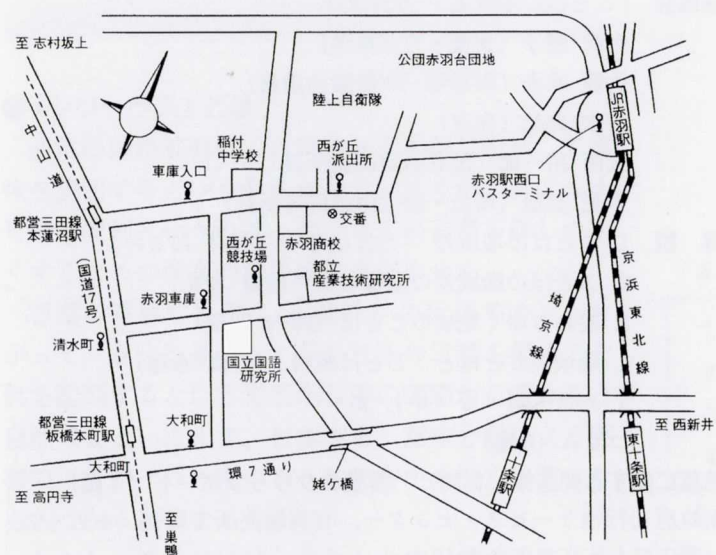 至 志村坂上
公団赤羽台団地
陸上自衛隊
JR赤羽駅
中山道
稲付
中学校
西が丘
派出所
車庫入口
赤羽駅西口
バスターミナル
交番
都営三田線
本蓮沼駅
西が丘
競技場
赤羽商校
都立
産業技術研究所
(国道17号)
赤羽車庫
京浜東北線
埼京線
清水町
国立国語
研究所
都営三田線
板橋本町駅
大和町
至 西新井
大和町
環7通り
十条駅
東十条駅
至 高円寺
姥ケ橋
至 巣鴨